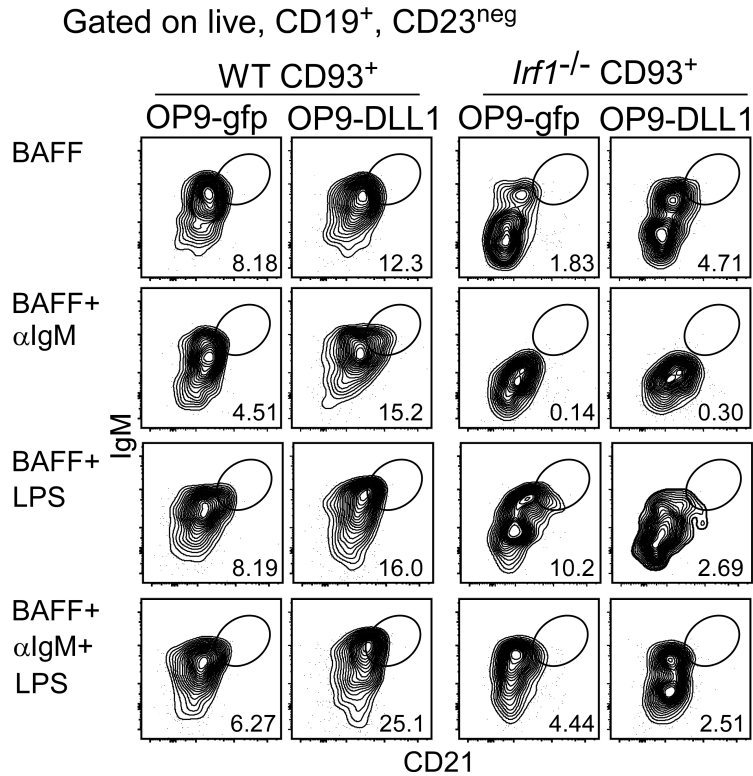 Gated on live, CD19+, CD23neg
WT CD93+ Irf1-/- CD93+
OP9-gfp OP9-DLL1 OP9-gfp OP9-DLL1
BAFF
8.18 12.3 1.83 4.71
BAFF+
αIgM
4.51 15.2 0.14 0.30
IgM
BAFF+
LPS
8.19 16.0 10.2 2.69
BAFF+
αIgM+
LPS
6.27 25.1 4.44 2.51
CD21